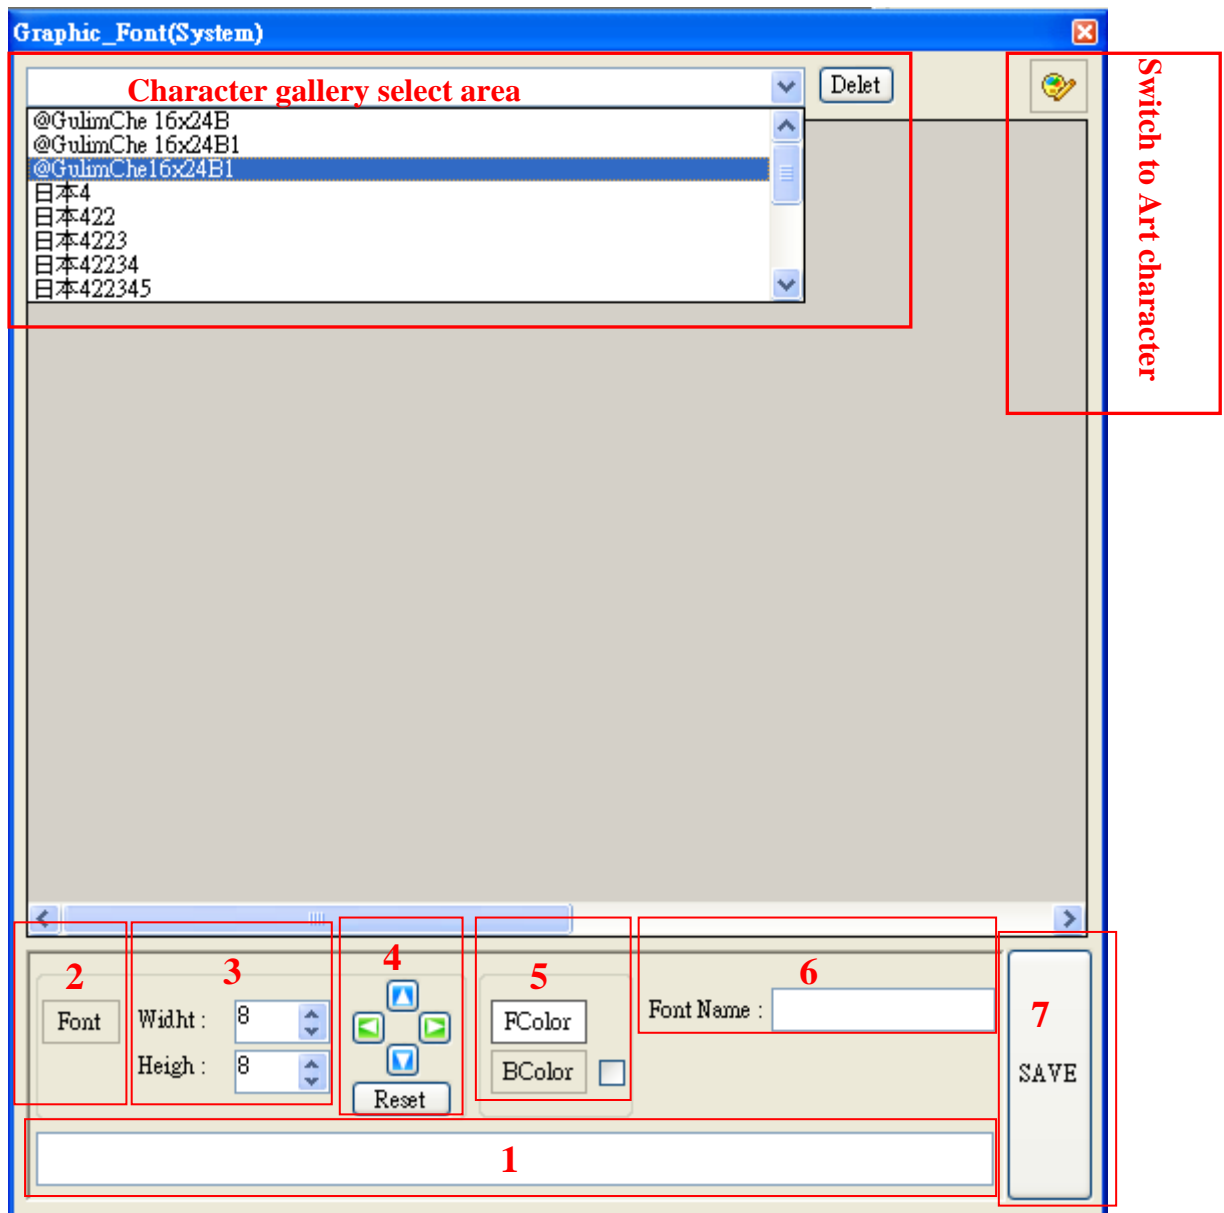 Graphic_Font(System)
Character gallery select area
Delet
@GulimChe 16x24B
@GulimChe 16x24B1
@GulimChe16x24B1
日本4
日本422
日本4223
日本42234
日本422345
Switch to Art character
2
3
4
5
6
7
Font
Widht :
8
Heigh :
8
Reset
FColor
BColor
Font Name :
SAVE
1